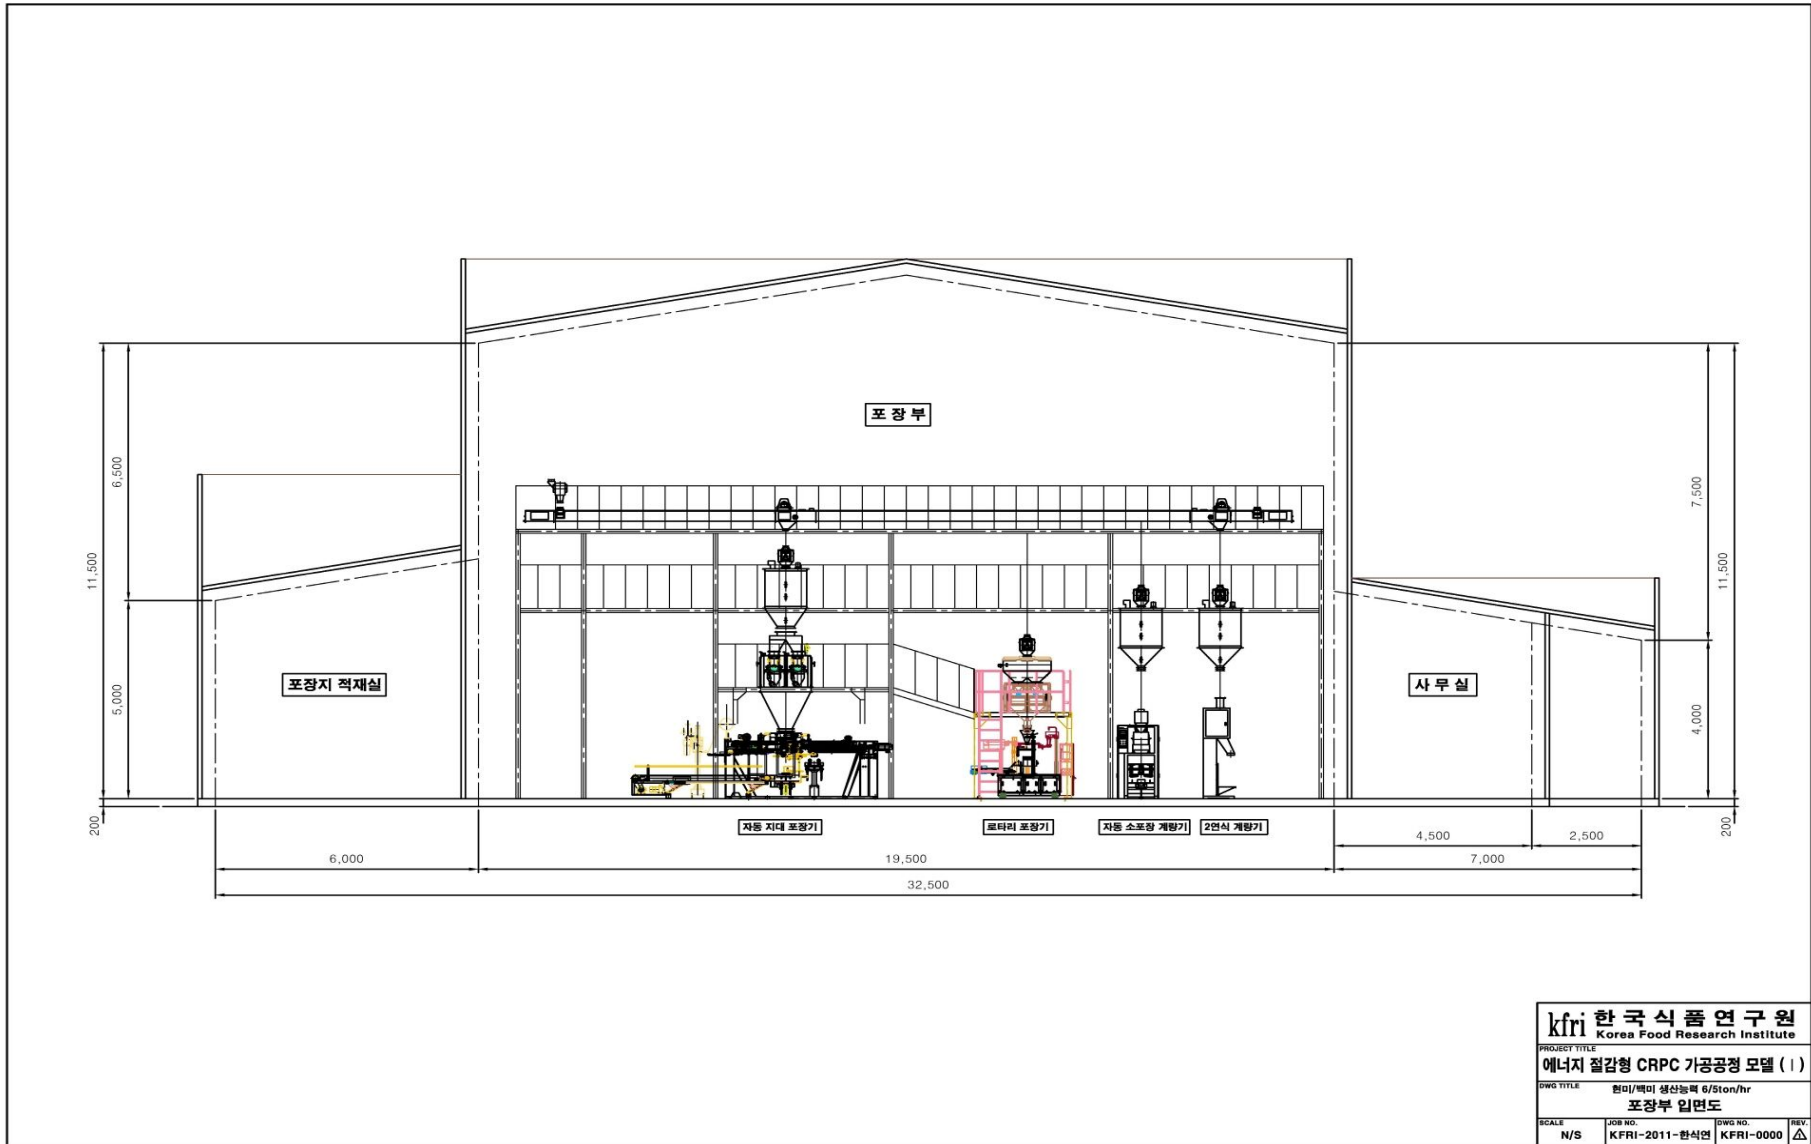 포 장 부
6,500
11,500
5,000
200
7,500
11,500
4,000
200
포장지 적재실
사 무 실
자동 지대 포장기
로타리 포장기
자동 소포장 계량기
2연식 계량기
4,500
2,500
6,000
19,500
7,000
32,500
kfri 한 국 식 품 연 구 원
Korea Food Research Institute
PROJECT TITLE
에너지 절감형 CRPC 가공공정 모델 ( I )
DWG TITLE
현미/백미 생산능력 6/5ton/hr
포장부 입면도
SCALE
N/S
JOB NO.
KFRI-2011-한식연
DWG NO.
KFRI-0000
REV.